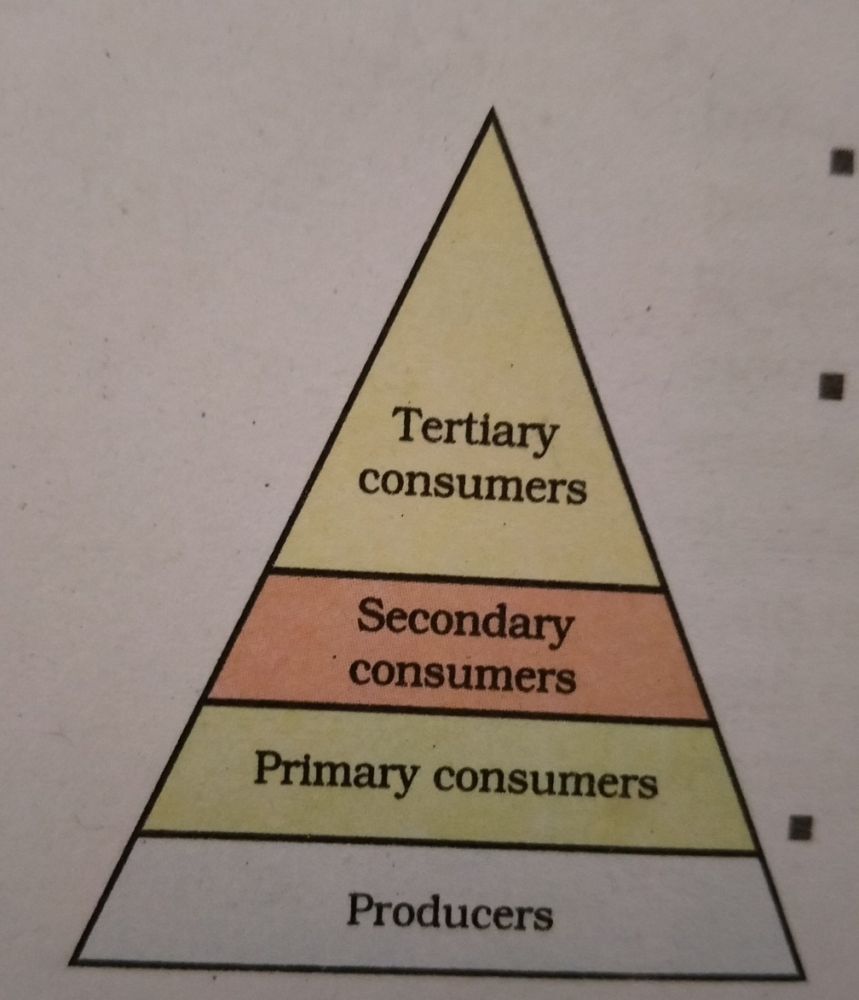 Tertiary
consumers
Secondary
consumers
Primary consumers
Producers